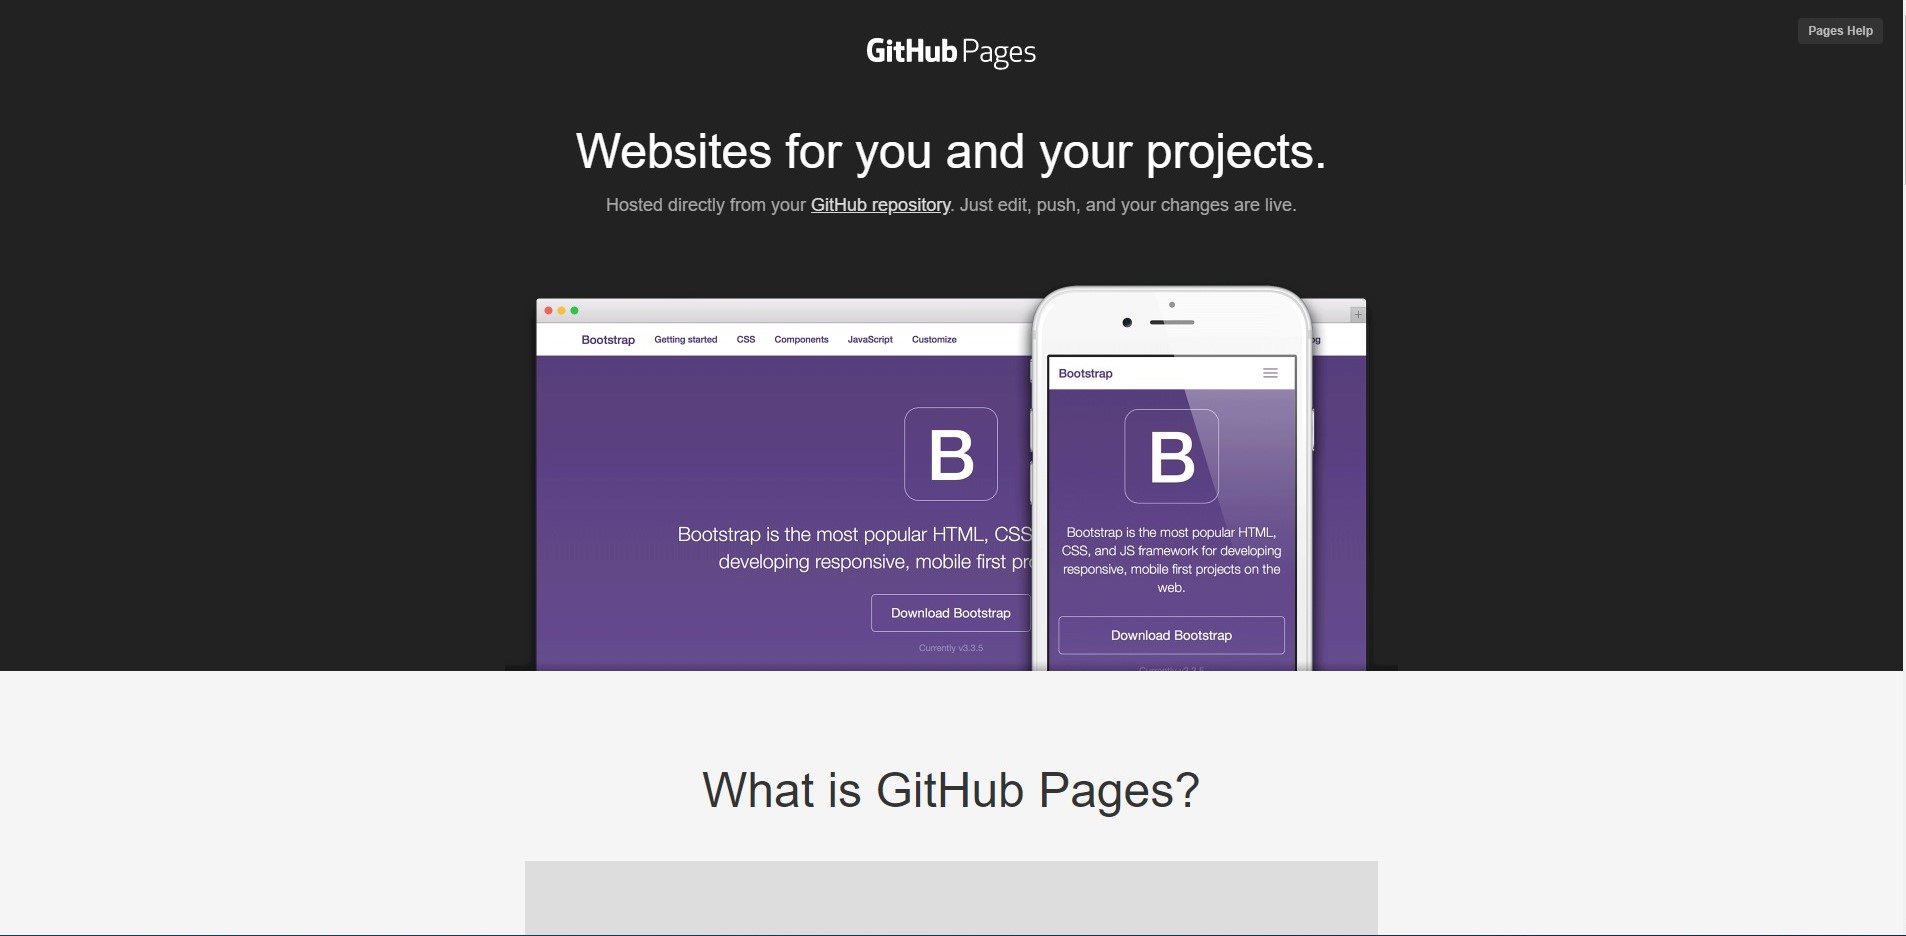 Pages Help
GitHub Pages
Websites for you and your projects.
Hosted directly from your GitHub repository. Just edit, push, and your changes are live.
Bootstrap Getting started CSS Components JavaScript Customize
Bootstrap
B
B
Bootstrap is the most popular HTML, CSS
developing responsive, mobile first
Download Bootstrap
Currently v3.3.5
Bootstrap is the most popular HTML,
CSS, and JS framework for developing
responsive, mobile first projects on the
web.
Download Bootstrap
What is GitHub Pages?